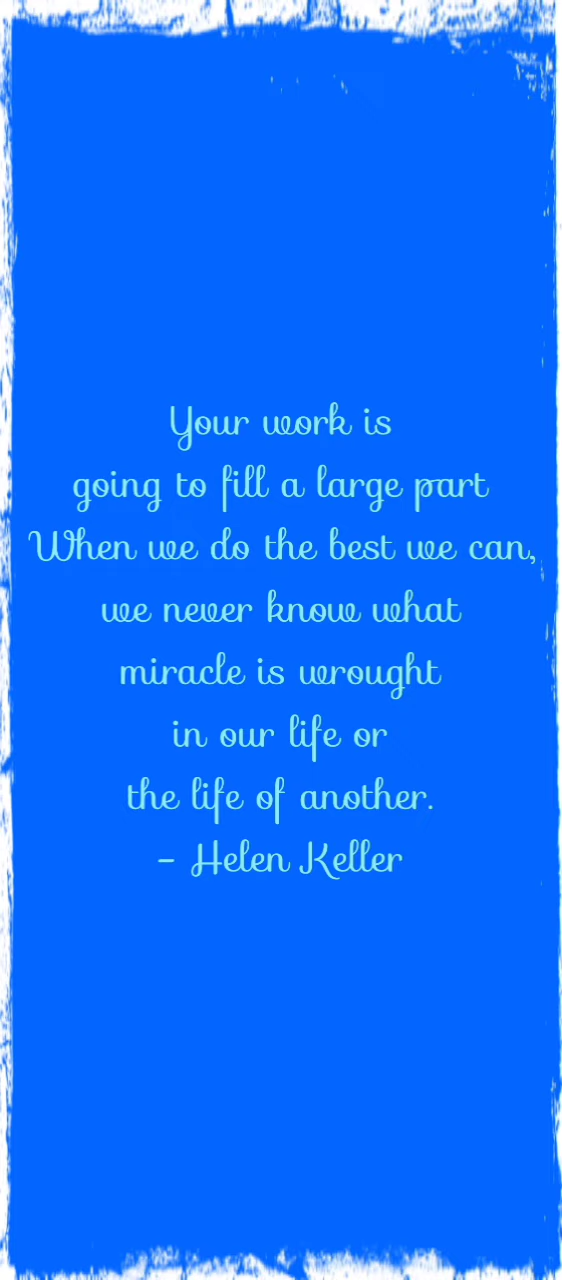 Your work is
going to fill a large part
When we do the best we can,
we never know what
miracle is wrought
in our life or
the life of another.
- Helen Keller